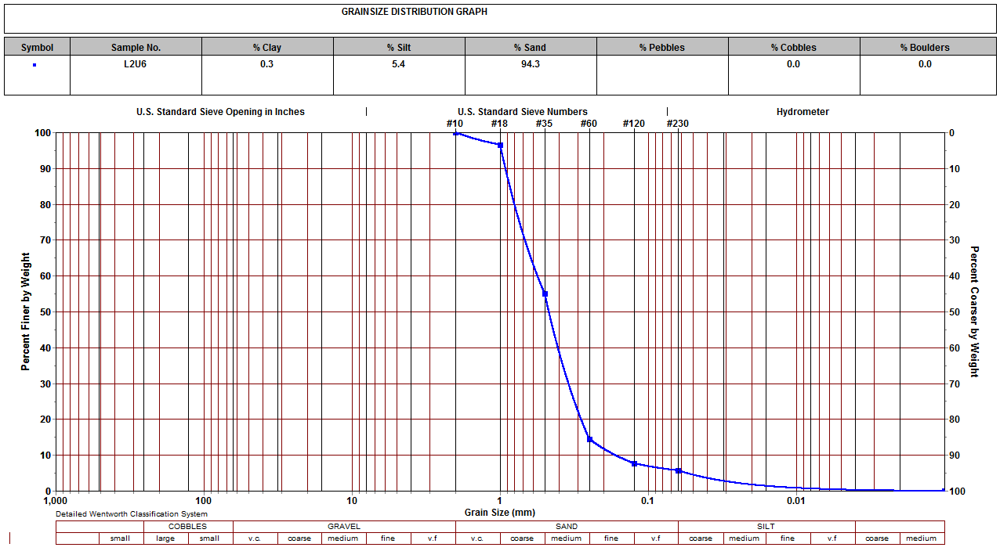 GRAINSIZE DISTRIBUTION GRAPH
Symbol Sample No. % Clay % Silt % Sand % Pebbles % Cobbles % Boulders
L2U6 0.3 5.4 94.3 0.0 0.0
U.S. Standard Sieve Opening in Inches | U.S. Standard Sieve Numbers | Hydrometer
#10 #18 #35 #60 #120 #230
100 0
90 10
80 20
70 30
60 40
50 50
40 60
30 70
20 80
10 90
0 100
Percent Finer by Weight
Percent Coarser by Weight
1,000 100 10 1 0.1 0.01
Grain Size (mm)
Detailed Wentworth Classification System
COBBLES GRAVEL SAND SILT
small large small v.c. coarse medium fine v.f v.c. coarse medium fine v.f coarse medium fine v.f coarse medium